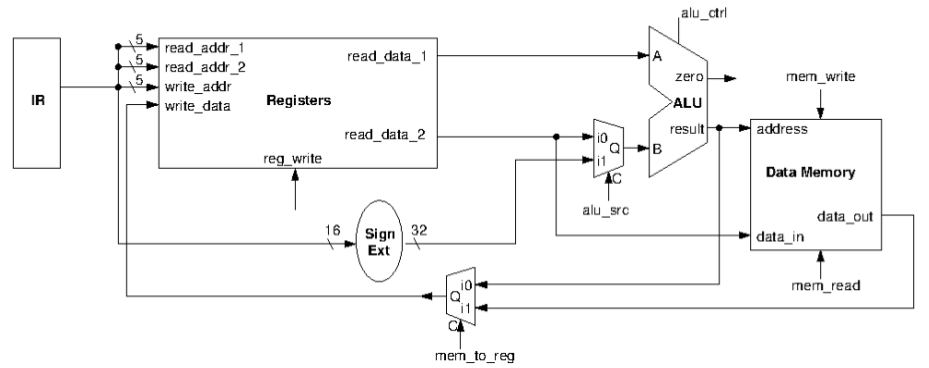 alu_ctrl
5
read_addr_1
5
read_addr_2
5
write_addr
write_data
IR
Registers
read_data_1
read_data_2
reg_write
A
zero
ALU
result
B
mem_write
address
Data Memory
data_out
data_in
mem_read
i0
Q
i1
C
alu_src
16
Sign
Ext
32
i0
Q
i1
C
mem_to_reg